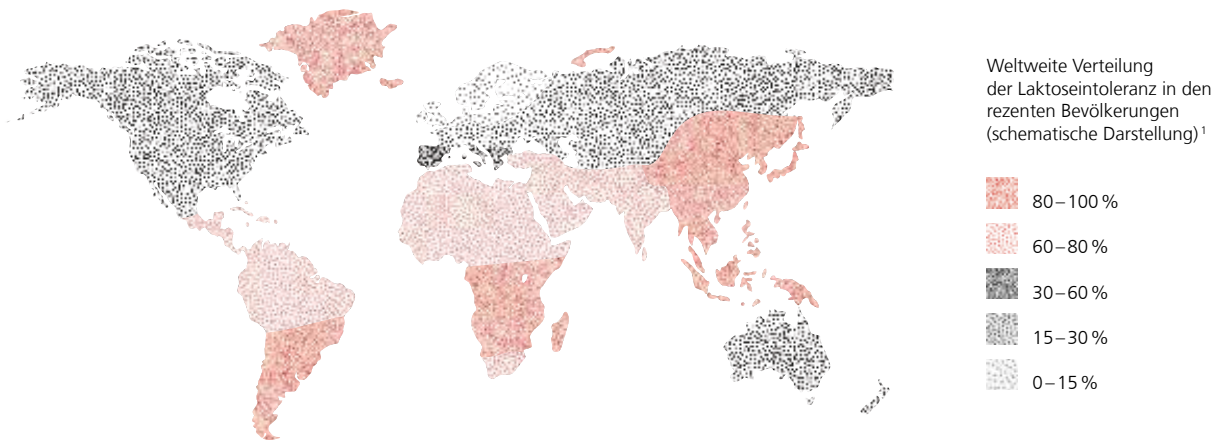 Weltweite Verteilung
der Laktoseintoleranz in den
rezenten Bevölkerungen
(schematische Darstellung)¹
80–100 %
60–80 %
30–60 %
15–30 %
0–15 %